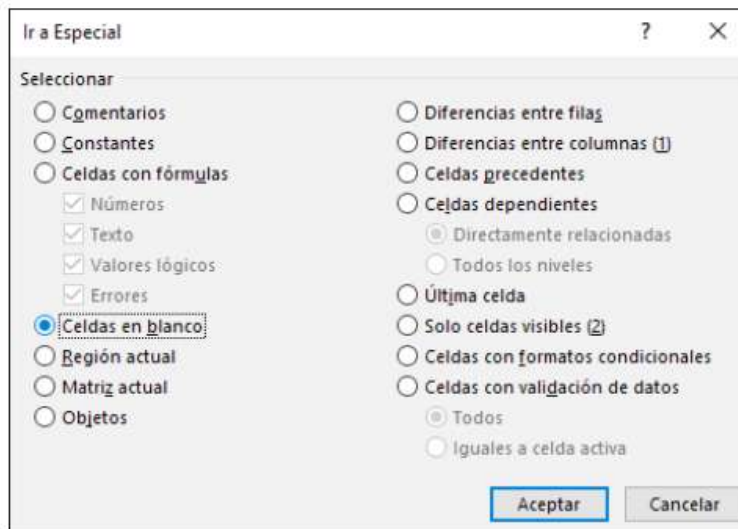 Ir a Especial
?
Seleccionar
Comentarios
Constantes
Celdas con fórmulas
Números
Texto
Valores lógicos
Errores
Celdas en blanco
Región actual
Matriz actual
Objetos
Diferencias entre filas
Diferencias entre columnas (1)
Celdas precedentes
Celdas dependientes
Directamente relacionadas
Todos los niveles
Última celda
Solo celdas visibles (2)
Celdas con formatos condicionales
Celdas con validación de datos
Todos
Iguales a celda activa
Aceptar
Cancelar